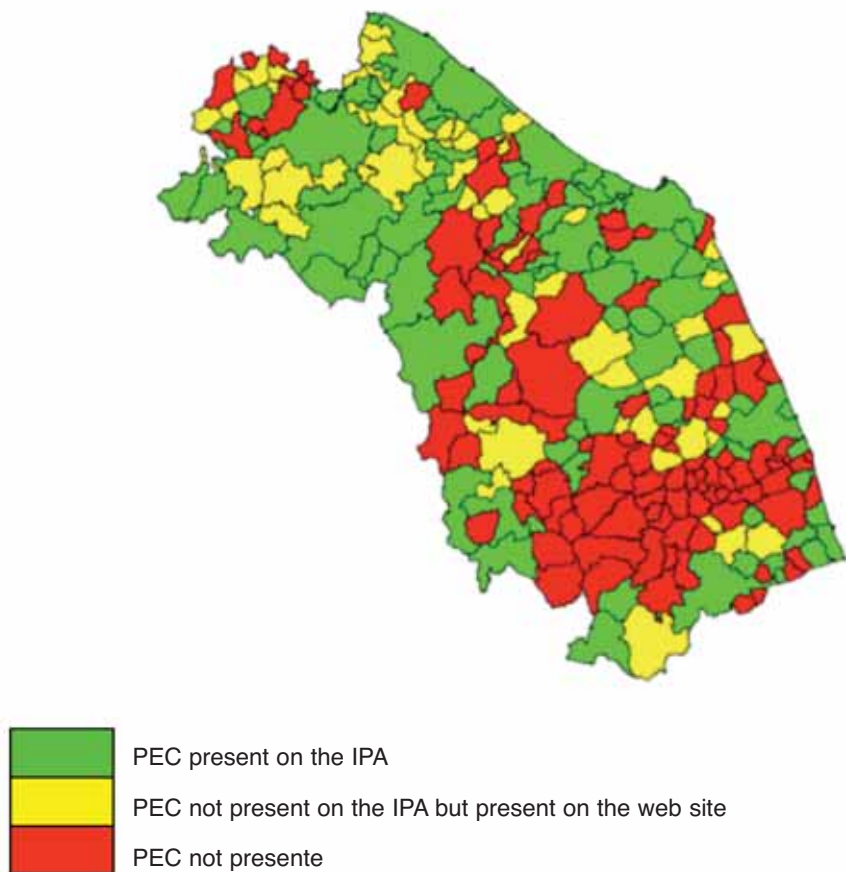 PEC present on the IPA
PEC not present on the IPA but present on the web site
PEC not presente